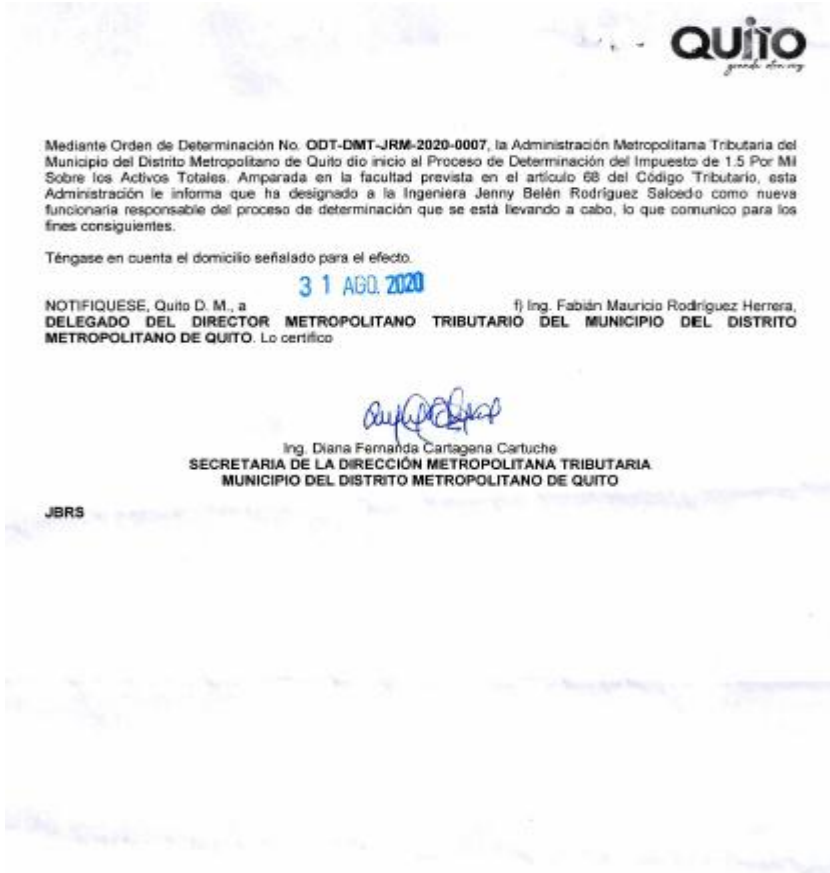 QUITO
grande otra vez
Mediante Orden de Determinación No. ODT-DMT-JRM-2020-0007, la Administración Metropolitana Tributaria del
Municipio del Distrito Metropolitano de Quito dio inicio al Proceso de Determinación del Impuesto de 1.5 Por Mil
Sobre los Activos Totales. Amparada en la facultad prevista en el artículo 68 del Código Tributario, esta
Administración le informa que ha designado a la Ingeniera Jenny Belén Rodríguez Salcedo como nueva
funcionaria responsable del proceso de determinación que se está llevando a cabo, lo que comunico para los
fines consiguientes.
Téngase en cuenta el domicilio señalado para el efecto.
31 AGO. 2020
NOTIFIQUESE, Quito D. M., a f) Ing. Fabián Mauricio Rodríguez Herrera,
DELEGADO DEL DIRECTOR METROPOLITANO TRIBUTARIO DEL MUNICIPIO DEL DISTRITO
METROPOLITANO DE QUITO. Lo certifico
Ing. Diana Fernanda Cartagena Cartuche
SECRETARIA DE LA DIRECCIÓN METROPOLITANA TRIBUTARIA
MUNICIPIO DEL DISTRITO METROPOLITANO DE QUITO
JBRS